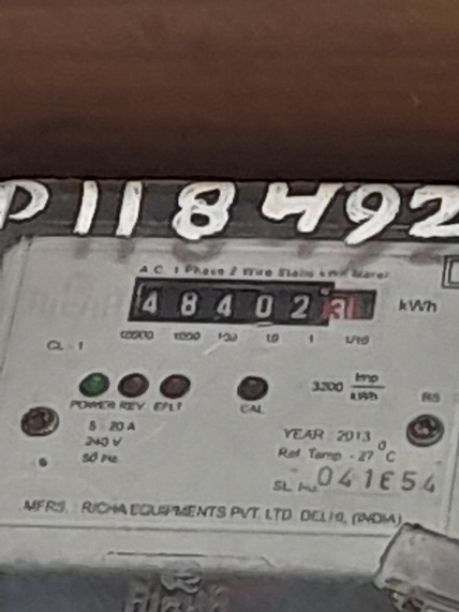 P118492
A.C. 1 Phase 2 Wire Static kWh Meter
484023 kWh
10000 1000 100 10 1 1/10
CL. 1
3200 Imp/kWh
POWER REV EFLT CAL RS
5 - 20 A
240 V
50 Hz.
YEAR : 2013
Ref. Temp - 27°C
SL No. 041E54
MFRS. RICHA EQUIPMENTS PVT. LTD. DELHI, (INDIA)